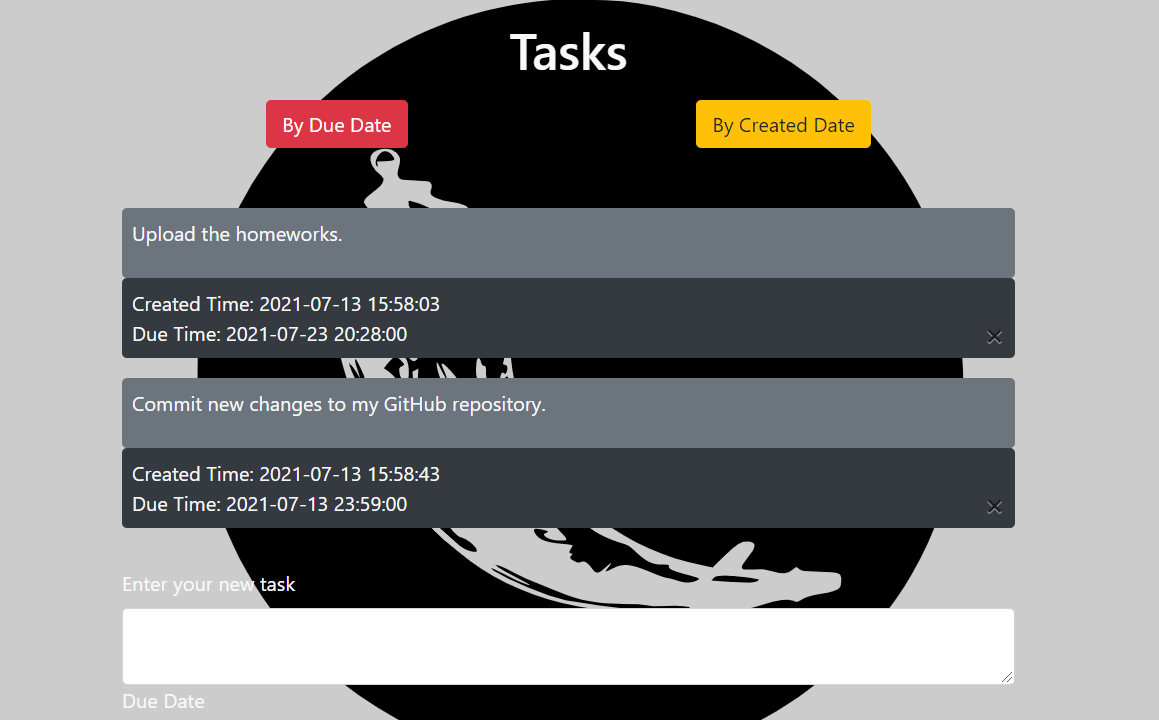 Tasks
By Due Date
By Created Date
Upload the homeworks.
Created Time: 2021-07-13 15:58:03
Due Time: 2021-07-23 20:28:00
Commit new changes to my GitHub repository.
Created Time: 2021-07-13 15:58:43
Due Time: 2021-07-13 23:59:00
Enter your new task
Due Date